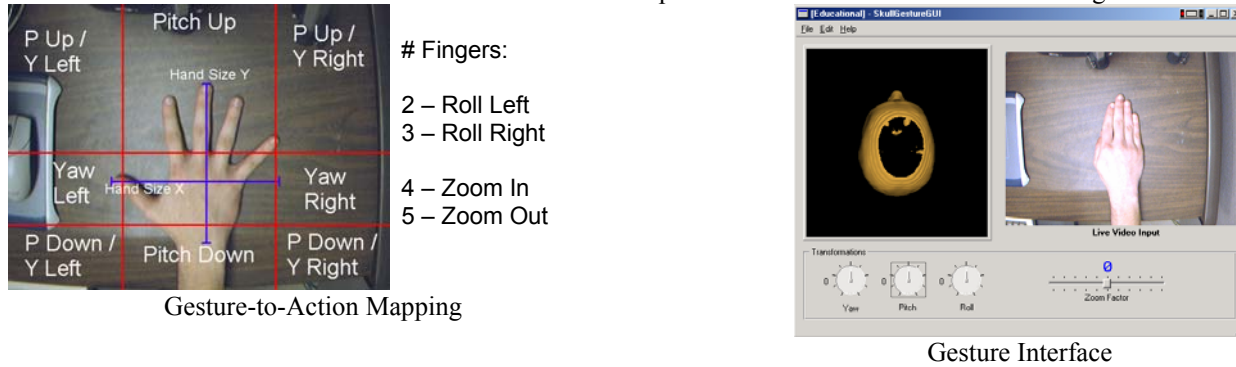 Pitch Up
P Up /
Y Left
P Up /
Y Right
Hand Size Y
Yaw
Left
Hand Size X
Yaw
Right
P Down /
Y Left
Pitch Down
P Down /
Y Right
# Fingers:
2 – Roll Left
3 – Roll Right
4 – Zoom In
5 – Zoom Out
Gesture-to-Action Mapping
[Educational] - SkullGestureGUI
File Edit Help
Live Video Input
Transformations
0
0
0
0
Yaw
Pitch
Roll
Zoom Factor
Gesture Interface